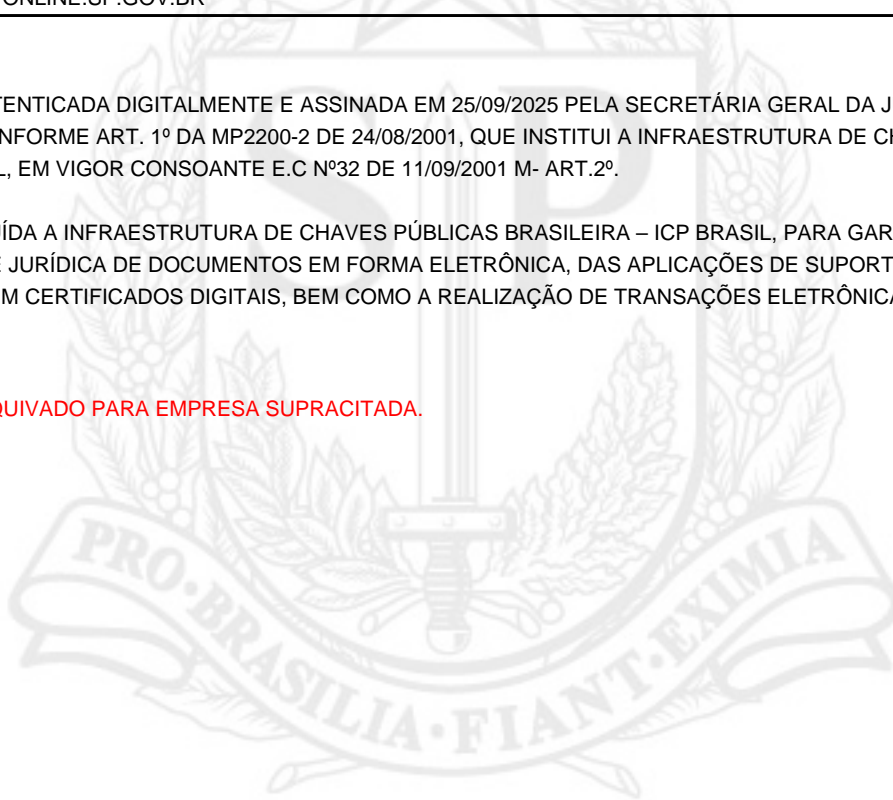 ONLINE.SP.GOV.BR
TENTICADA DIGITALMENTE E ASSINADA EM 25/09/2025 PELA SECRETÁRIA GERAL DA J
NFORME ART. 1º DA MP2200-2 DE 24/08/2001, QUE INSTITUI A INFRAESTRUTURA DE CH
L, EM VIGOR CONSOANTE E.C Nº32 DE 11/09/2001 M- ART.2º.
UÍDA A INFRAESTRUTURA DE CHAVES PÚBLICAS BRASILEIRA – ICP BRASIL, PARA GAR
E JURÍDICA DE DOCUMENTOS EM FORMA ELETRÔNICA, DAS APLICAÇÕES DE SUPORT
M CERTIFICADOS DIGITAIS, BEM COMO A REALIZAÇÃO DE TRANSAÇÕES ELETRÔNICA
QUIVADO PARA EMPRESA SUPRACITADA.
SP
PRO·BRASILIA·FIANT·EXIMIA